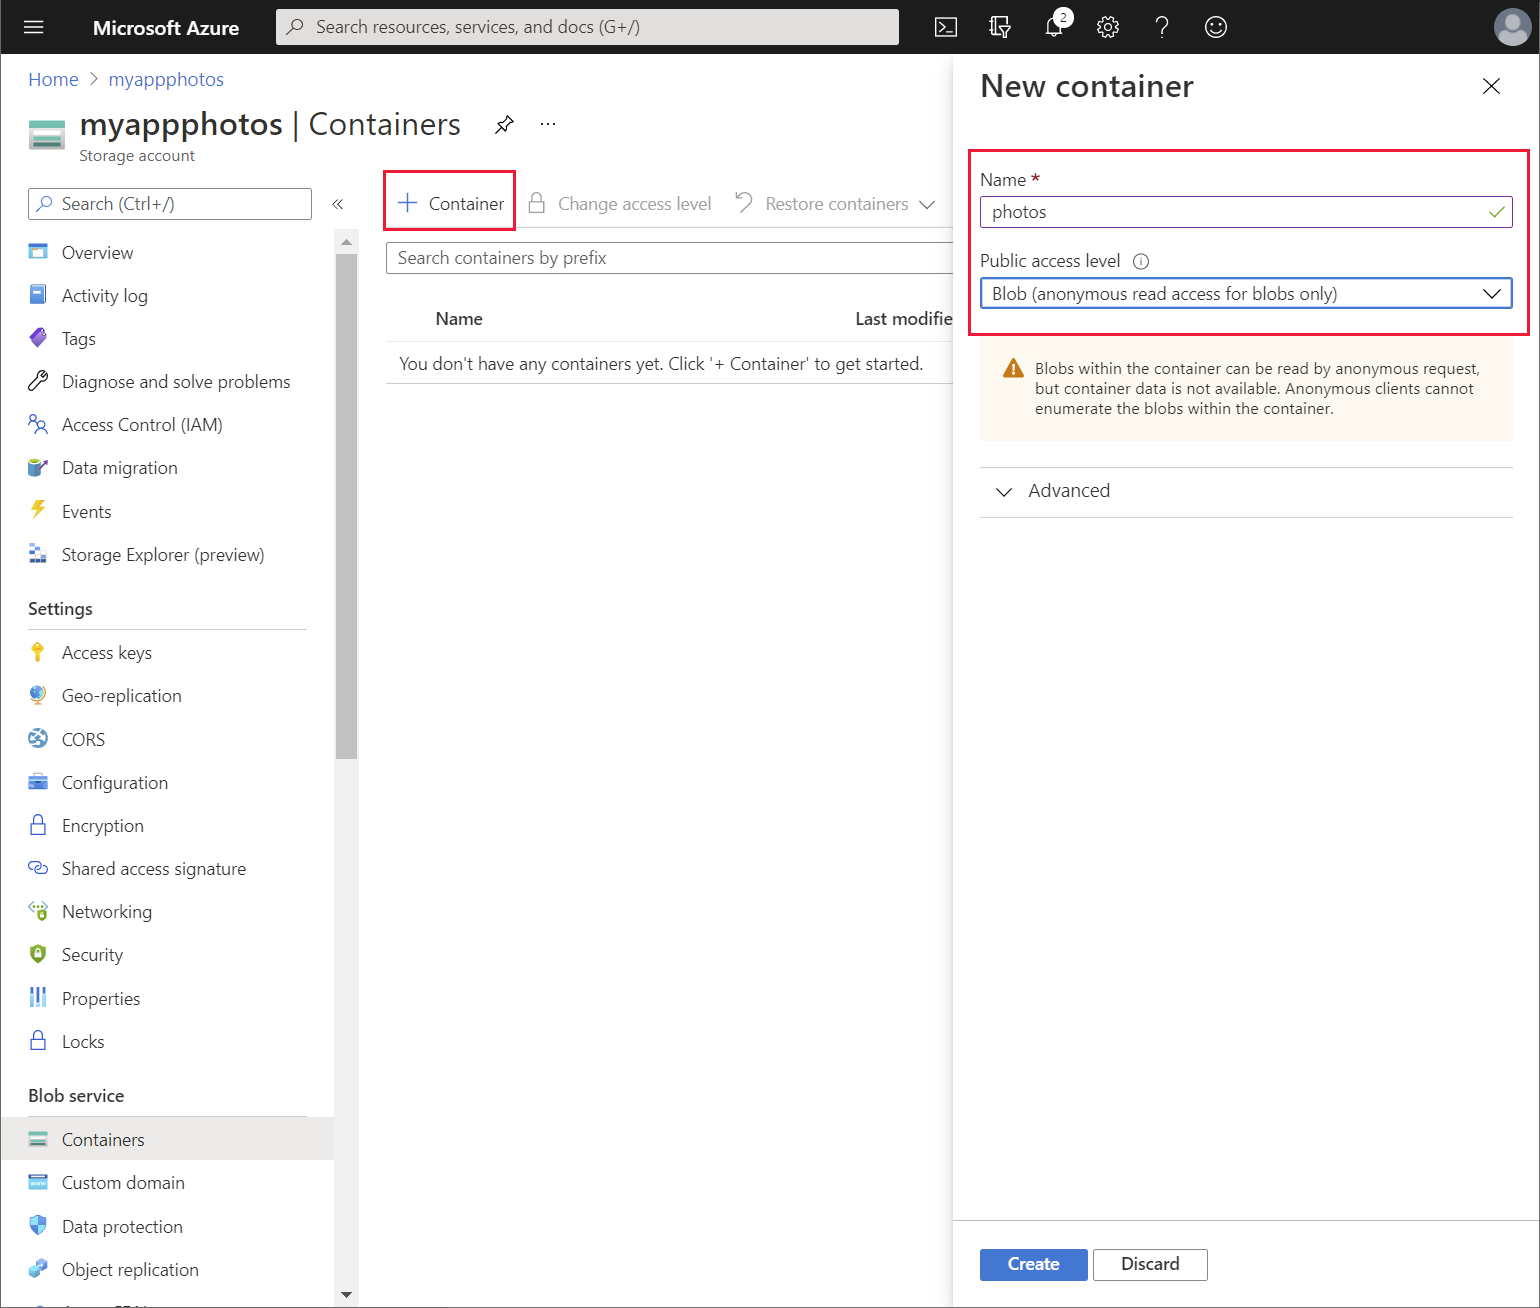 Microsoft Azure
Search resources, services, and docs (G+/)
2
Home > myappphotos
myappphotos | Containers
...
Storage account
Search (Ctrl+/)
«
Overview
Activity log
Tags
Diagnose and solve problems
Access Control (IAM)
Data migration
Events
Storage Explorer (preview)
Settings
Access keys
Geo-replication
CORS
Configuration
Encryption
Shared access signature
Networking
Security
Properties
Locks
Blob service
Containers
Custom domain
Data protection
Object replication
+ Container
Change access level
Restore containers
Search containers by prefix
Name
Last modifie
You don't have any containers yet. Click '+ Container' to get started.
New container
Name *
photos
Public access level
Blob (anonymous read access for blobs only)
Blobs within the container can be read by anonymous request,
but container data is not available. Anonymous clients cannot
enumerate the blobs within the container.
Advanced
Create
Discard